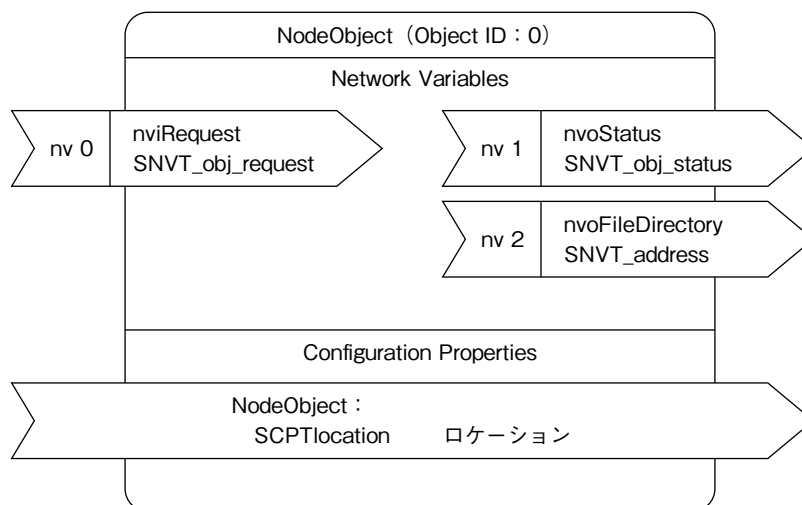 NodeObject（Object ID：0）
Network Variables
nv 0
nviRequest
SNVT_obj_request
nv 1
nvoStatus
SNVT_obj_status
nv 2
nvoFileDirectory
SNVT_address
Configuration Properties
NodeObject：
SCPTlocation ロケーション